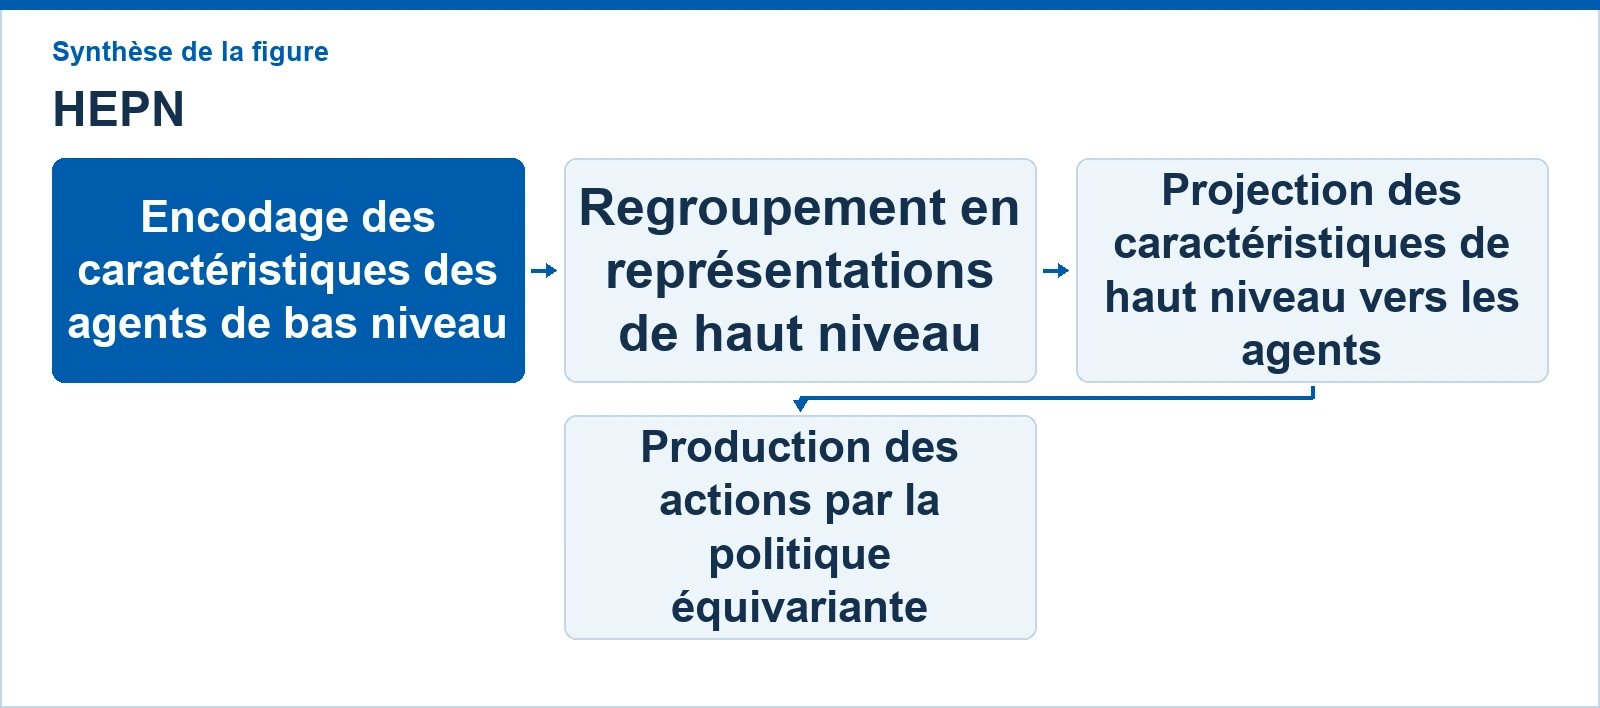 Synthèse de la figure
HEPN
Encodage des
caractéristiques des
agents de bas niveau
Regroupement en
représentations
de haut niveau
Projection des
caractéristiques de
haut niveau vers les
agents
Production des
actions par la
politique
équivariante